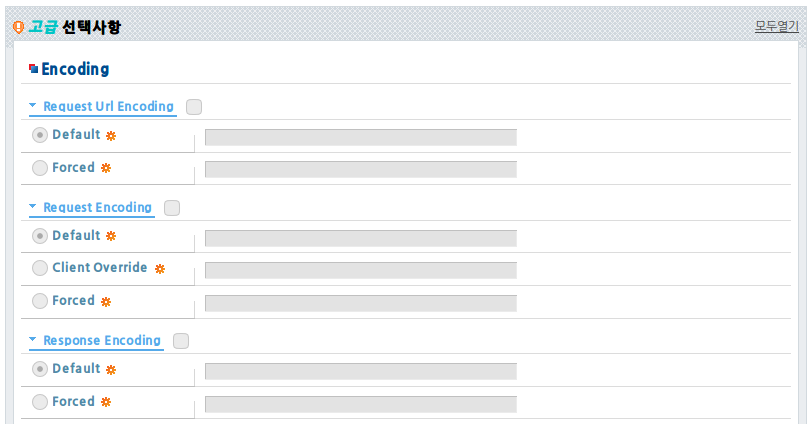 고급 선택사항
모두열기
Encoding
Request Url Encoding
Default
Forced
Request Encoding
Default
Client Override
Forced
Response Encoding
Default
Forced